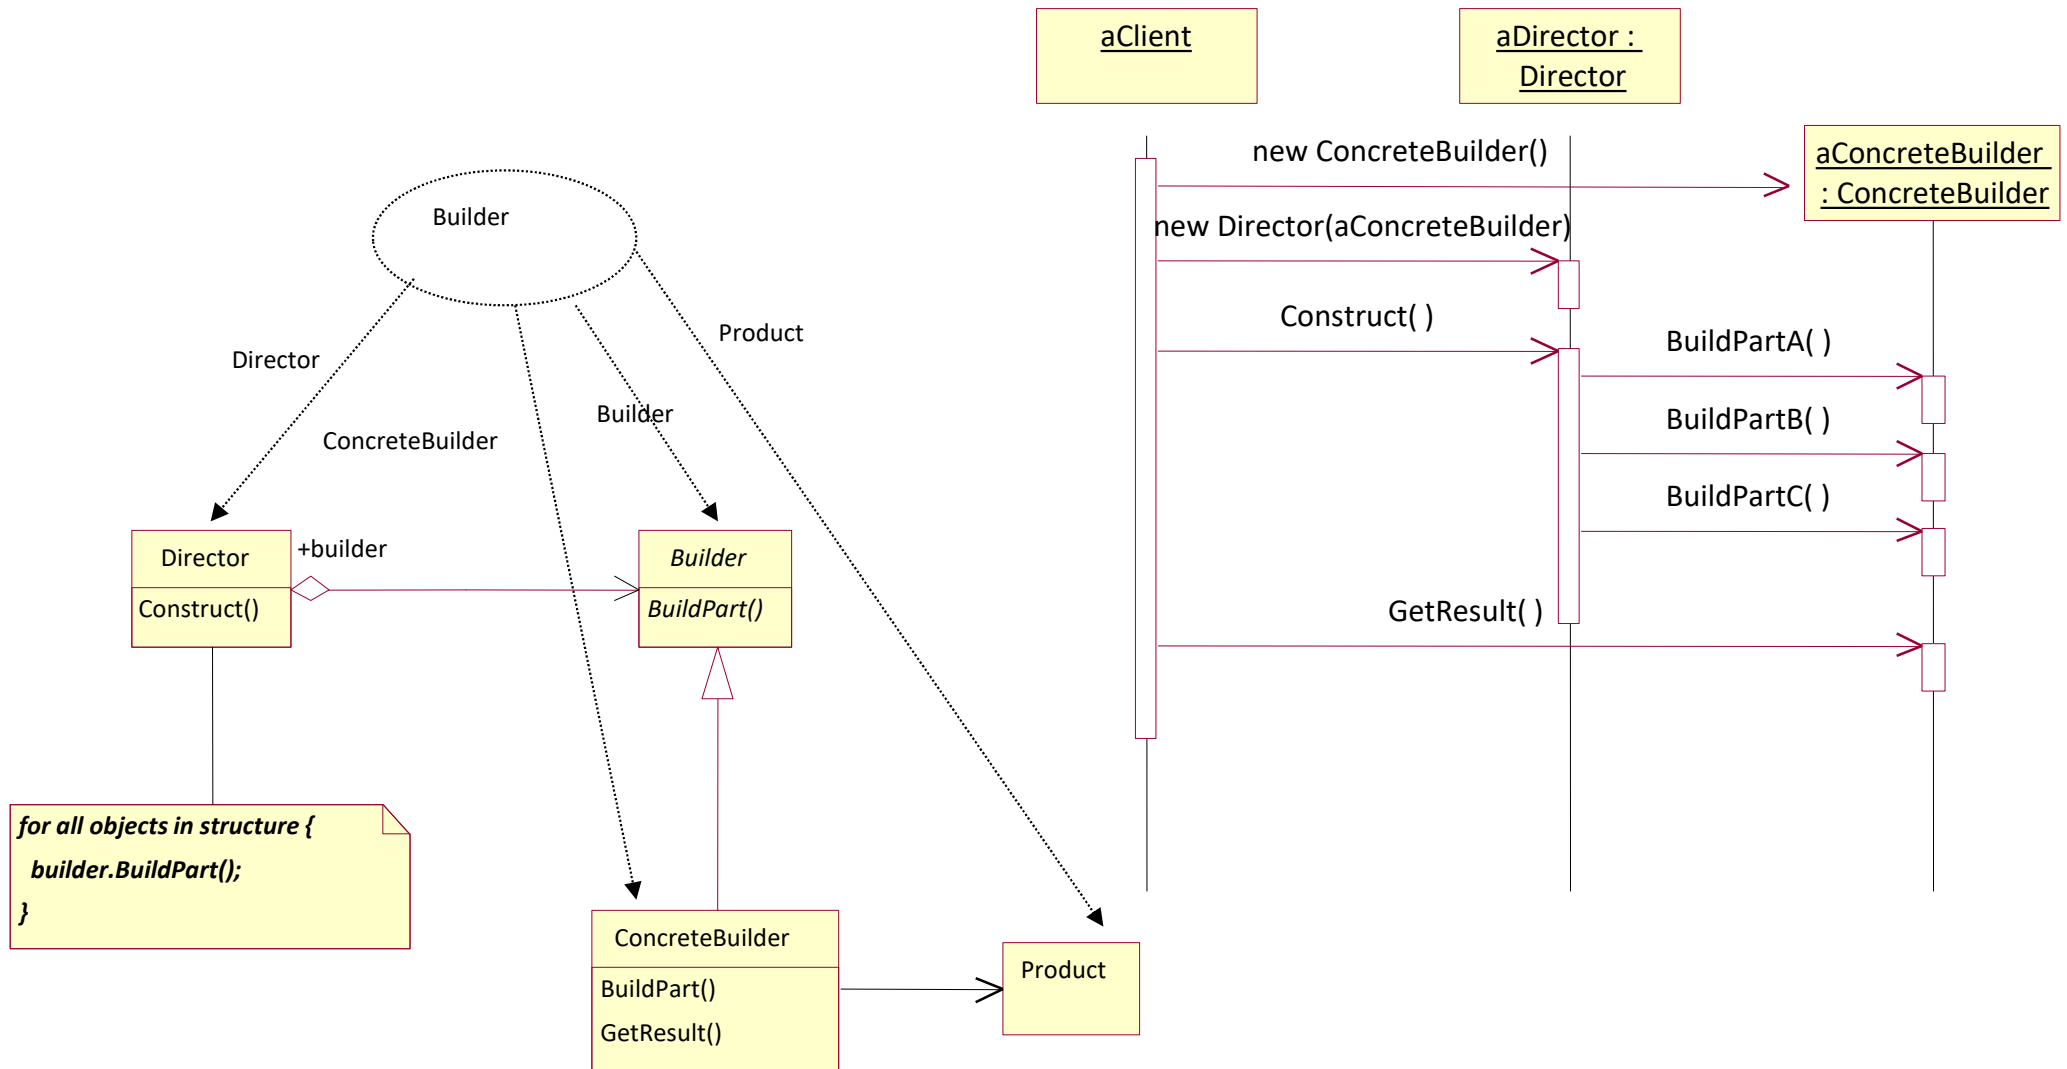 Builder
Director
ConcreteBuilder
Builder
Product
Director
Construct()
+builder
Builder
BuildPart()
for all objects in structure {
builder.BuildPart();
}
ConcreteBuilder
BuildPart()
GetResult()
Product
aClient
aDirector :
Director
aConcreteBuilder
: ConcreteBuilder
new ConcreteBuilder()
new Director(aConcreteBuilder)
Construct( )
BuildPartA( )
BuildPartB( )
BuildPartC( )
GetResult( )